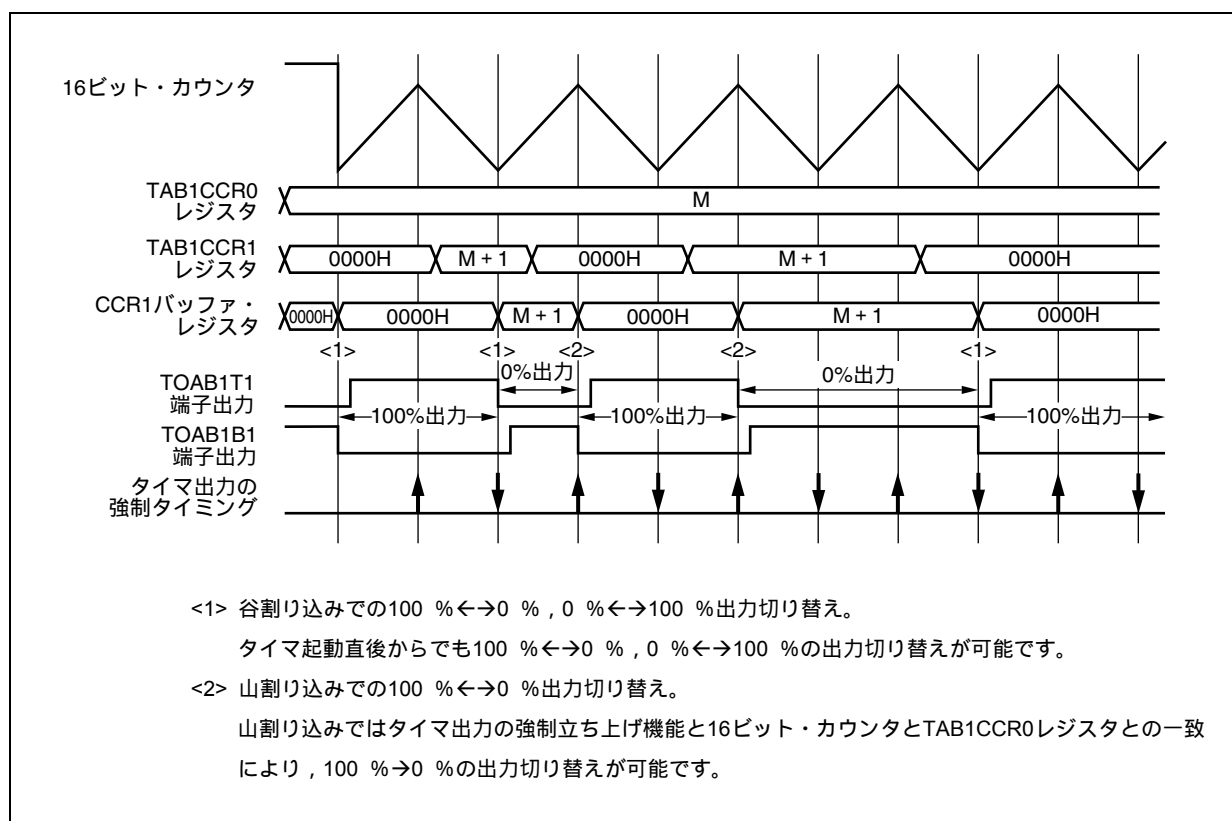 16ビット・カウンタ
TAB1CCR0
レジスタ
M
TAB1CCR1
レジスタ
0000H
M + 1
0000H
M + 1
0000H
CCR1バッファ・
レジスタ
0000H
0000H
M + 1
0000H
M + 1
0000H
<1>
<1>
<2>
<2>
<1>
TOAB1T1
端子出力
0%出力
0%出力
100%出力
100%出力
100%出力
TOAB1B1
端子出力
タイマ出力の
強制タイミング
<1> 谷割り込みでの100 %←→0 %，0 %←→100 %出力切り替え。
タイマ起動直後からでも100 %←→0 %，0 %←→100 %の出力切り替えが可能です。
<2> 山割り込みでの100 %←→0 %出力切り替え。
山割り込みではタイマ出力の強制立ち上げ機能と16ビット・カウンタとTAB1CCR0レジスタとの一致
により，100 %→0 %の出力切り替えが可能です。